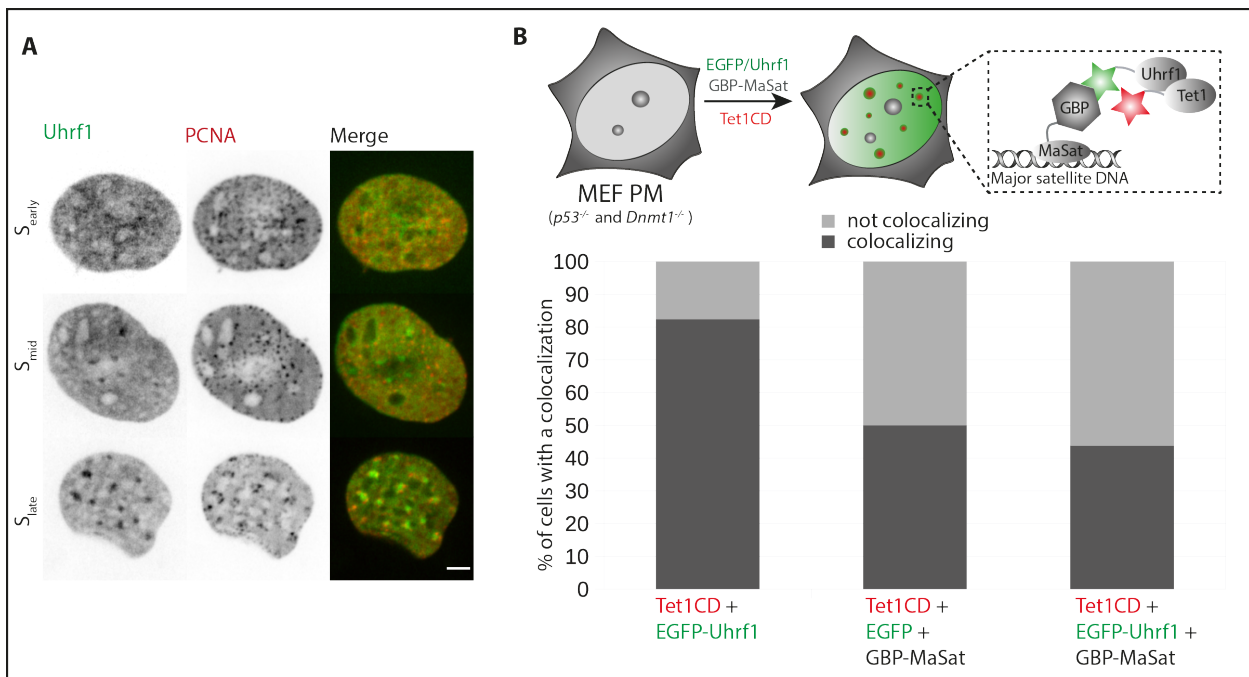 A
Uhrf1
PCNA
Merge
S early
S mid
S late
B
EGFP/Uhrf1
GBP-MaSat
Tet1CD
MEF PM
(p53-/- and Dnmt1-/- )
GBP
Uhrf1
Tet1
MaSat
Major satellite DNA
not colocalizing
colocalizing
% of cells with a colocalization
100
90
80
70
60
50
40
30
20
10
0
Tet1CD +
EGFP-Uhrf1
Tet1CD +
EGFP +
GBP-MaSat
Tet1CD +
EGFP-Uhrf1 +
GBP-MaSat